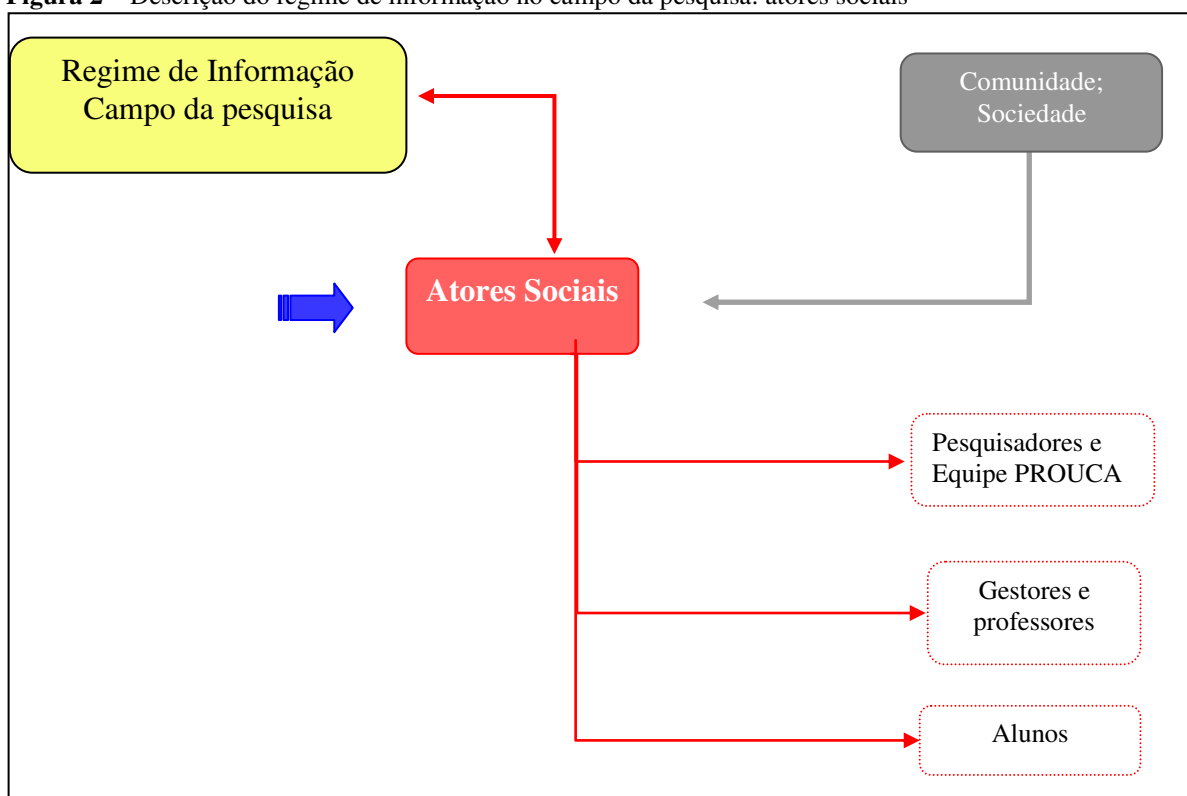 Figura 2 – Descrição do regime de informação no campo da pesquisa: atores sociais
Regime de Informação
Campo da pesquisa
Comunidade;
Sociedade
Atores Sociais
Pesquisadores e
Equipe PROUCA
Gestores e
professores
Alunos